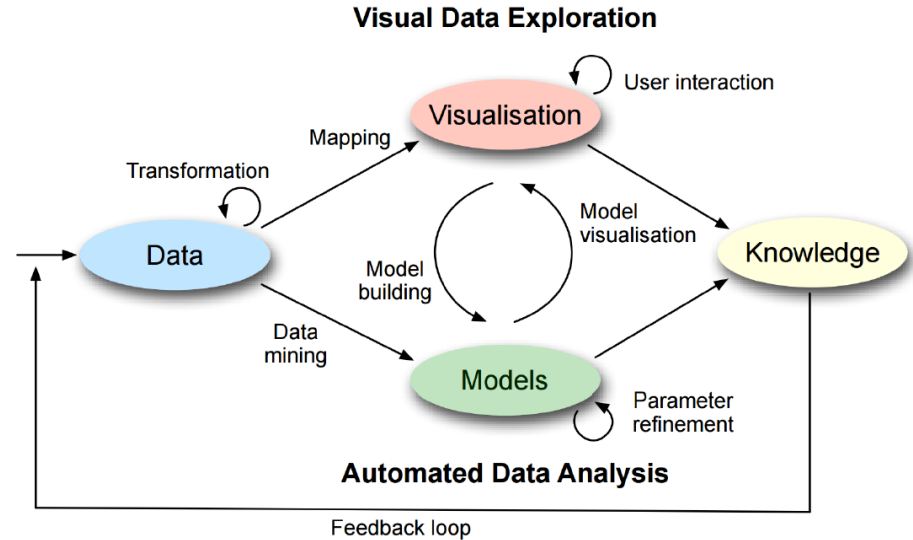 Visual Data Exploration
User interaction
Visualisation
Mapping
Transformation
Model
visualisation
Data
Knowledge
Model
building
Data
mining
Models
Parameter
refinement
Automated Data Analysis
Feedback loop